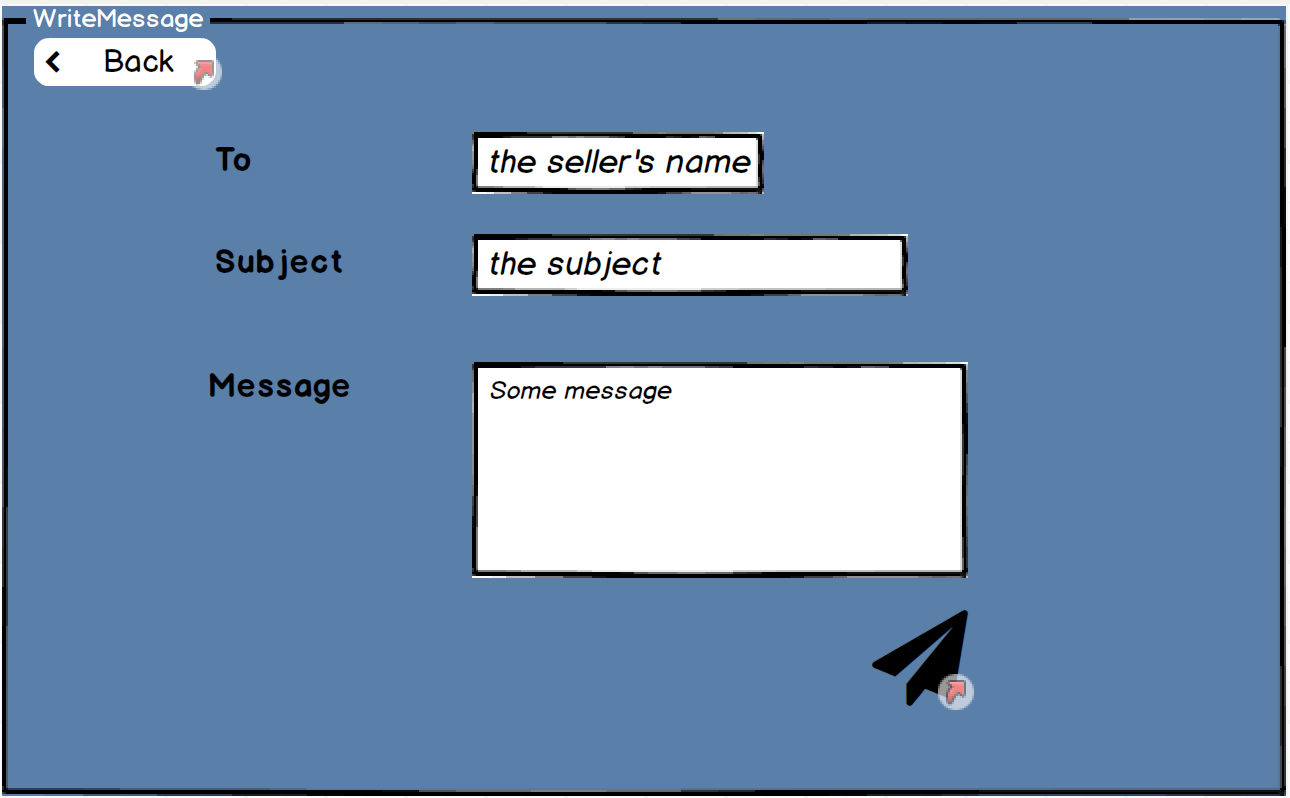 WriteMessage
Back
To
the seller's name
Subject
the subject
Message
Some message